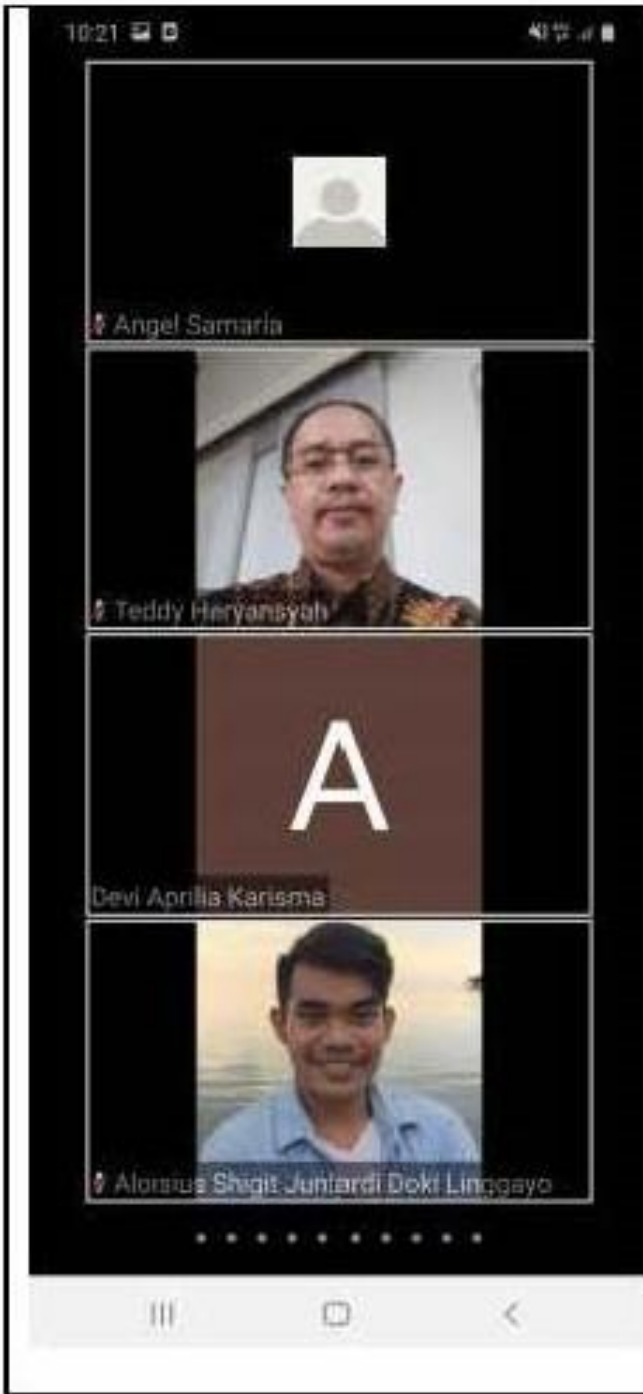 10:21
Angel Samaria
Teddy Heryansyah
A
Devi Aprilia Karisma
Aloisius Shigit Juniardi Doki Linggayo